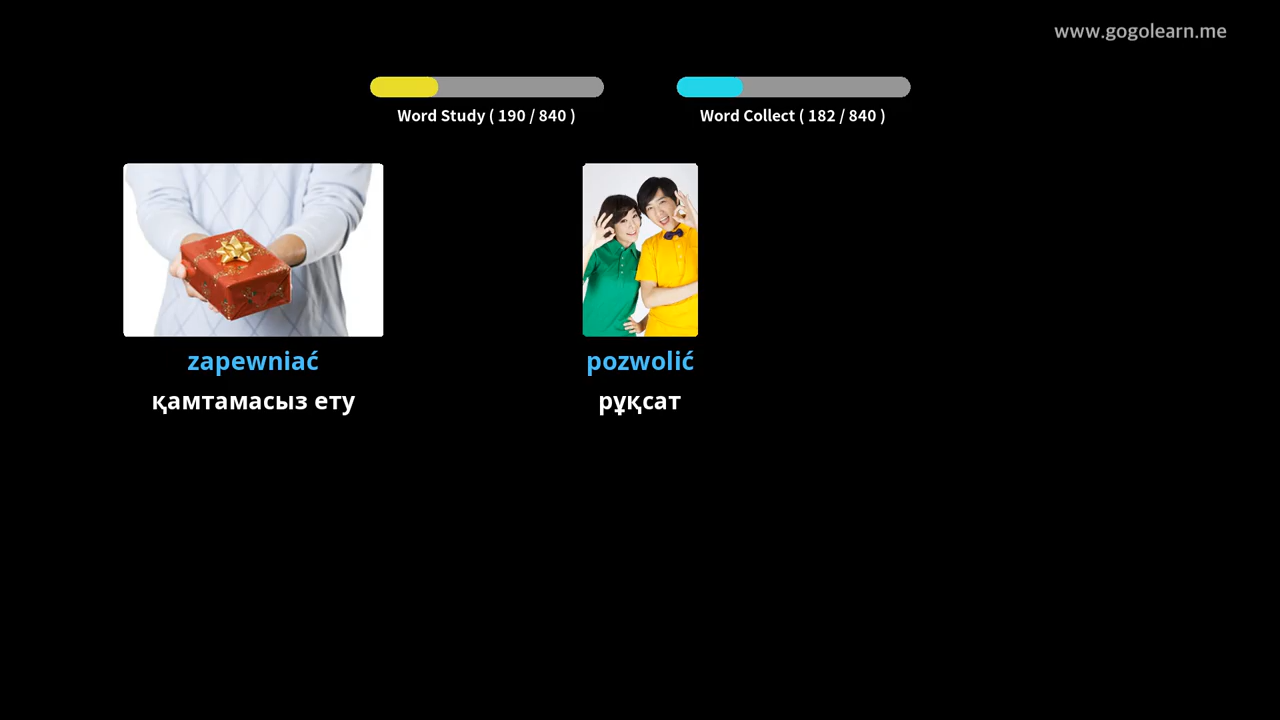 www.gogolearn.me
Word Study ( 190 / 840 )
Word Collect ( 182 / 840 )
zapewniać
қамтамасыз ету
pozwolić
рұқсат